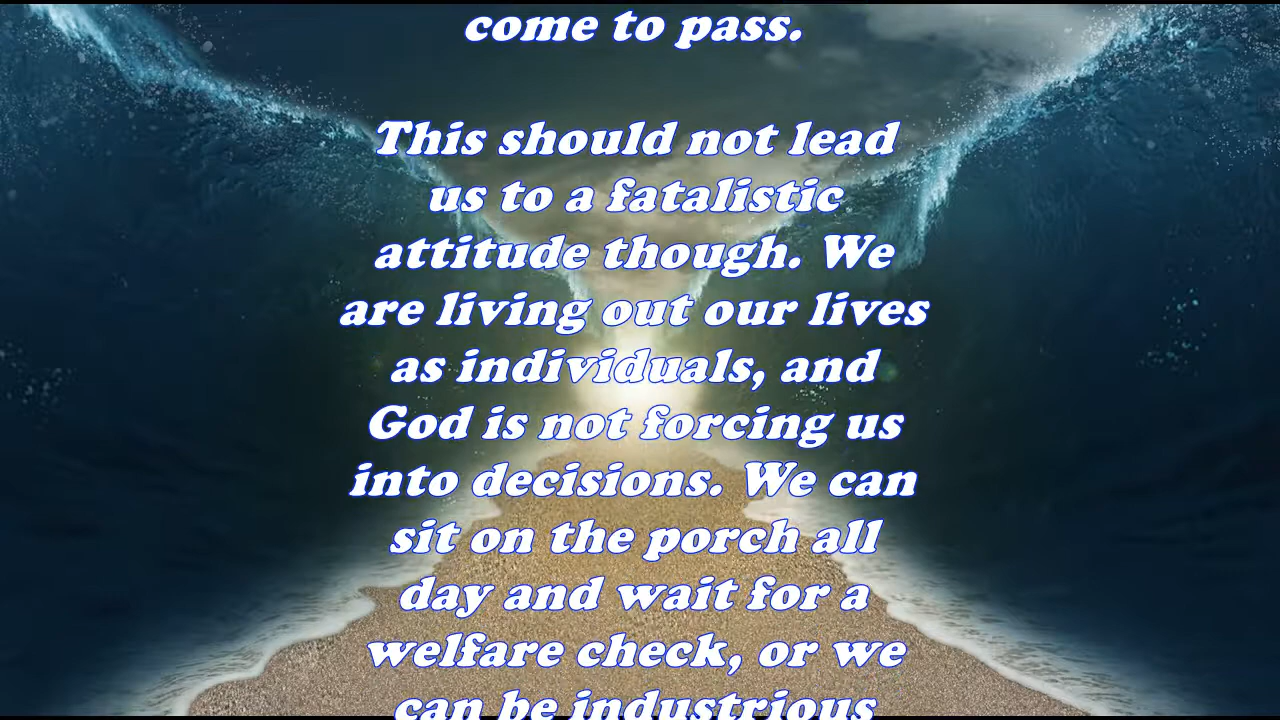 come to pass.
This should not lead
us to a fatalistic
attitude though. We
are living out our lives
as individuals, and
God is not forcing us
into decisions. We can
sit on the porch all
day and wait for a
welfare check, or we
can be industrious